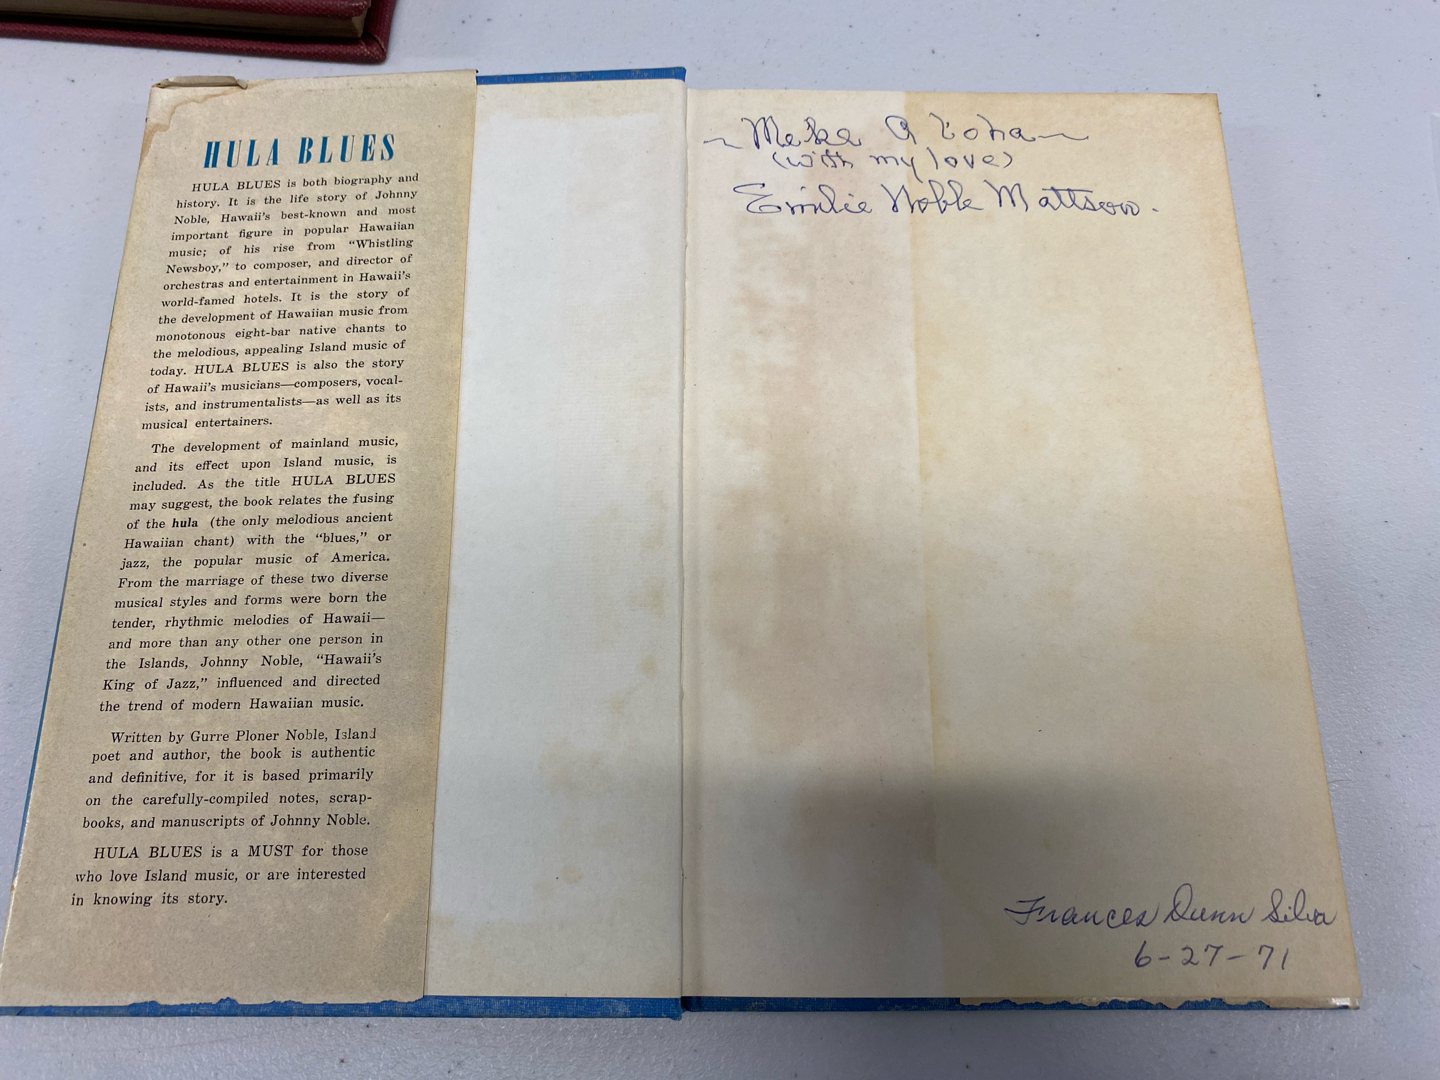 HULA BLUES
HULA BLUES is both biography and
history. It is the life story of Johnny
Noble, Hawaii's best-known and most
important figure in popular Hawaiian
music; of his rise from "Whistling
Newsboy," to composer, and director of
orchestras and entertainment in Hawaii's
world-famed hotels. It is the story of
the development of Hawaiian music from
monotonous eight-bar native chants to
the melodious, appealing Island music of
today. HULA BLUES is also the story
of Hawaii's musicians—composers, vocal-
ists, and instrumentalists—as well as its
musical entertainers.
The development of mainland music,
and its effect upon Island music, is
included. As the title HULA BLUES
may suggest, the book relates the fusing
of the hula (the only melodious ancient
Hawaiian chant) with the "blues," or
jazz, the popular music of America.
From the marriage of these two diverse
musical styles and forms were born the
tender, rhythmic melodies of Hawaii—
and more than any other one person in
the Islands, Johnny Noble, "Hawaii's
King of Jazz," influenced and directed
the trend of modern Hawaiian music.
Written by Gurre Ploner Noble, Island
poet and author, the book is authentic
and definitive, for it is based primarily
on the carefully-compiled notes, scrap-
books, and manuscripts of Johnny Noble.
HULA BLUES is a MUST for those
who love Island music, or are interested
in knowing its story.
~ Meke Aloha ~
(with my love)
Emilie Noble Mattson.
Frances Dunn Silva
6-27-71